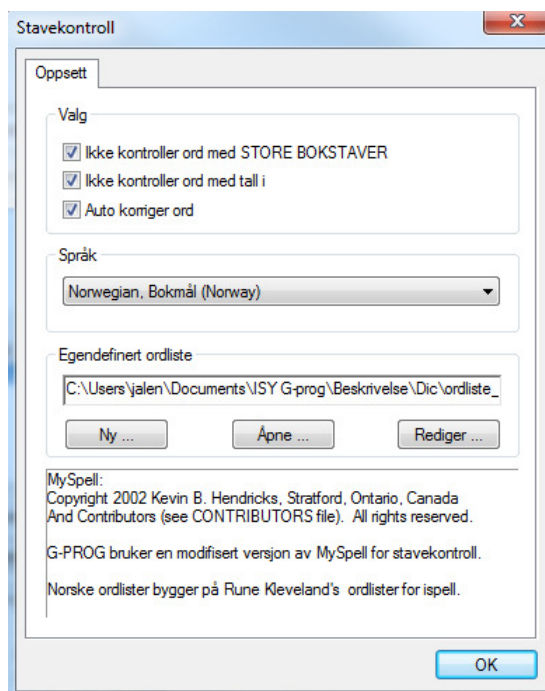 Stavekontroll
Oppsett
Valg
Ikke kontroller ord med STORE BOKSTAVER
Ikke kontroller ord med tall i
Auto korriger ord
Språk
Norwegian, Bokmål (Norway)
Egendefinert ordliste
C:\Users\jalen\Documents\ISY G-prog\Beskrivelse\Dic\ordliste_
Ny ... Åpne ... Rediger ...
MySpell:
Copyright 2002 Kevin B. Hendricks, Stratford, Ontario, Canada
And Contributors (see CONTRIBUTORS file). All rights reserved.
G-PROG bruker en modifisert versjon av MySpell for stavekontroll.
Norske ordlister bygger på Rune Kleveland's ordlister for ispell.
OK